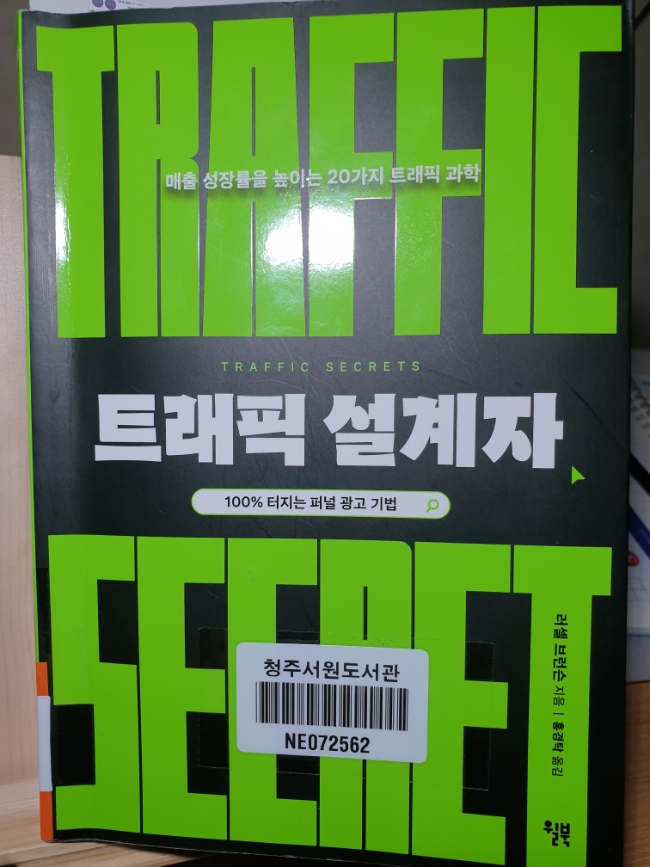 TRAFFIC
매출 성장률을 높이는 20가지 트래픽 과학
TRAFFIC SECRETS
트래픽 설계자
100% 터지는 퍼널 광고 기법
SECRET
러셀 브런슨 지음 | 홍경탁 옮김
윌북
청주서원도서관
NE072562